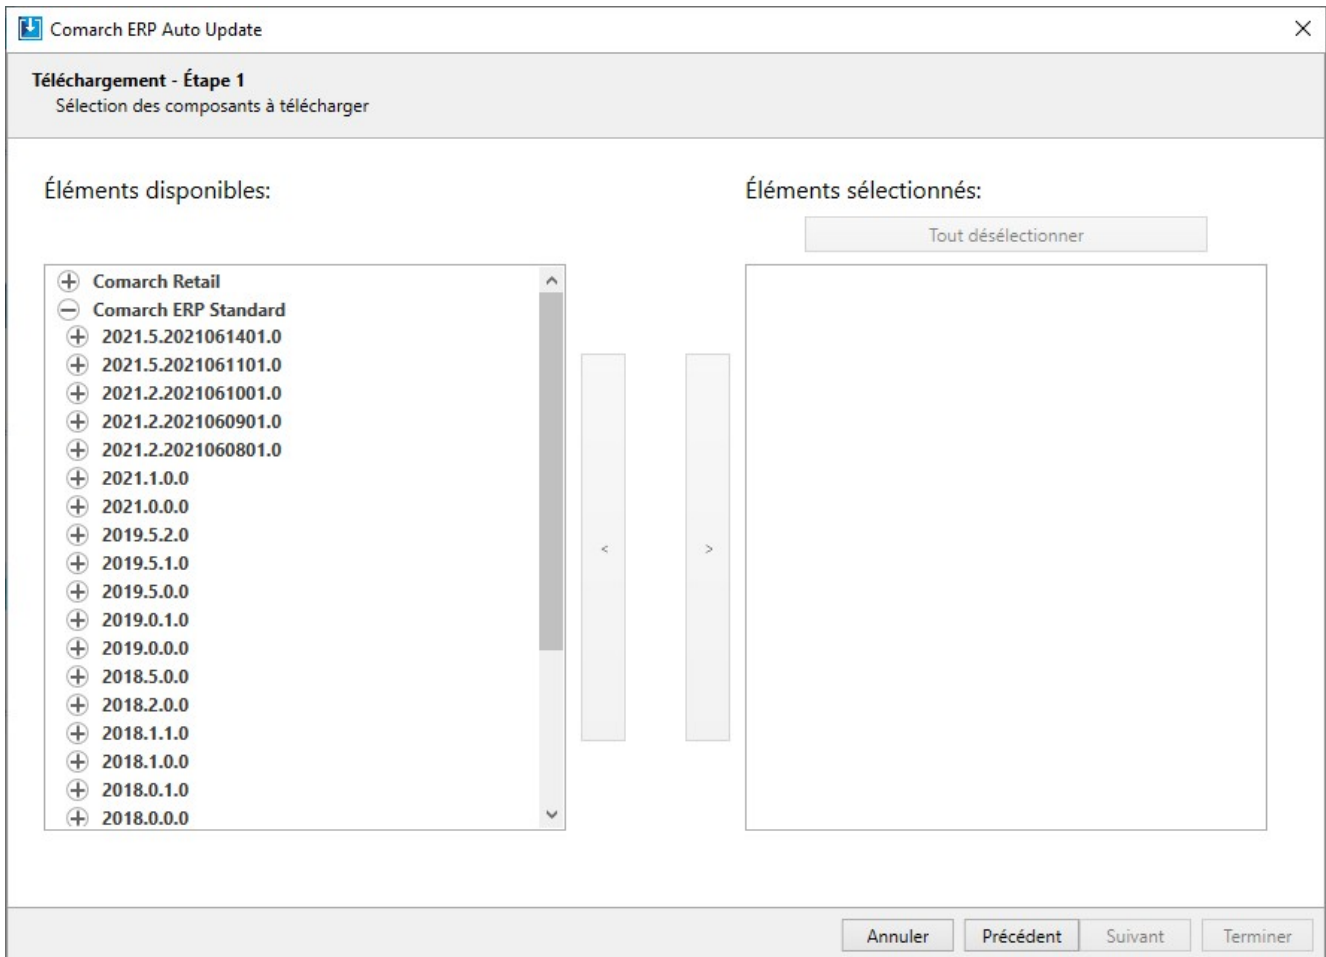 Comarch ERP Auto Update
Téléchargement - Étape 1
Sélection des composants à télécharger
Éléments disponibles:
Éléments sélectionnés:
Tout désélectionner
Comarch Retail
Comarch ERP Standard
2021.5.2021061401.0
2021.5.2021061101.0
2021.2.2021061001.0
2021.2.2021060901.0
2021.2.2021060801.0
2021.1.0.0
2021.0.0.0
2019.5.2.0
2019.5.1.0
2019.5.0.0
2019.0.1.0
2019.0.0.0
2018.5.0.0
2018.2.0.0
2018.1.1.0
2018.1.0.0
2018.0.1.0
2018.0.0.0
< >
Annuler Précédent Suivant Terminer